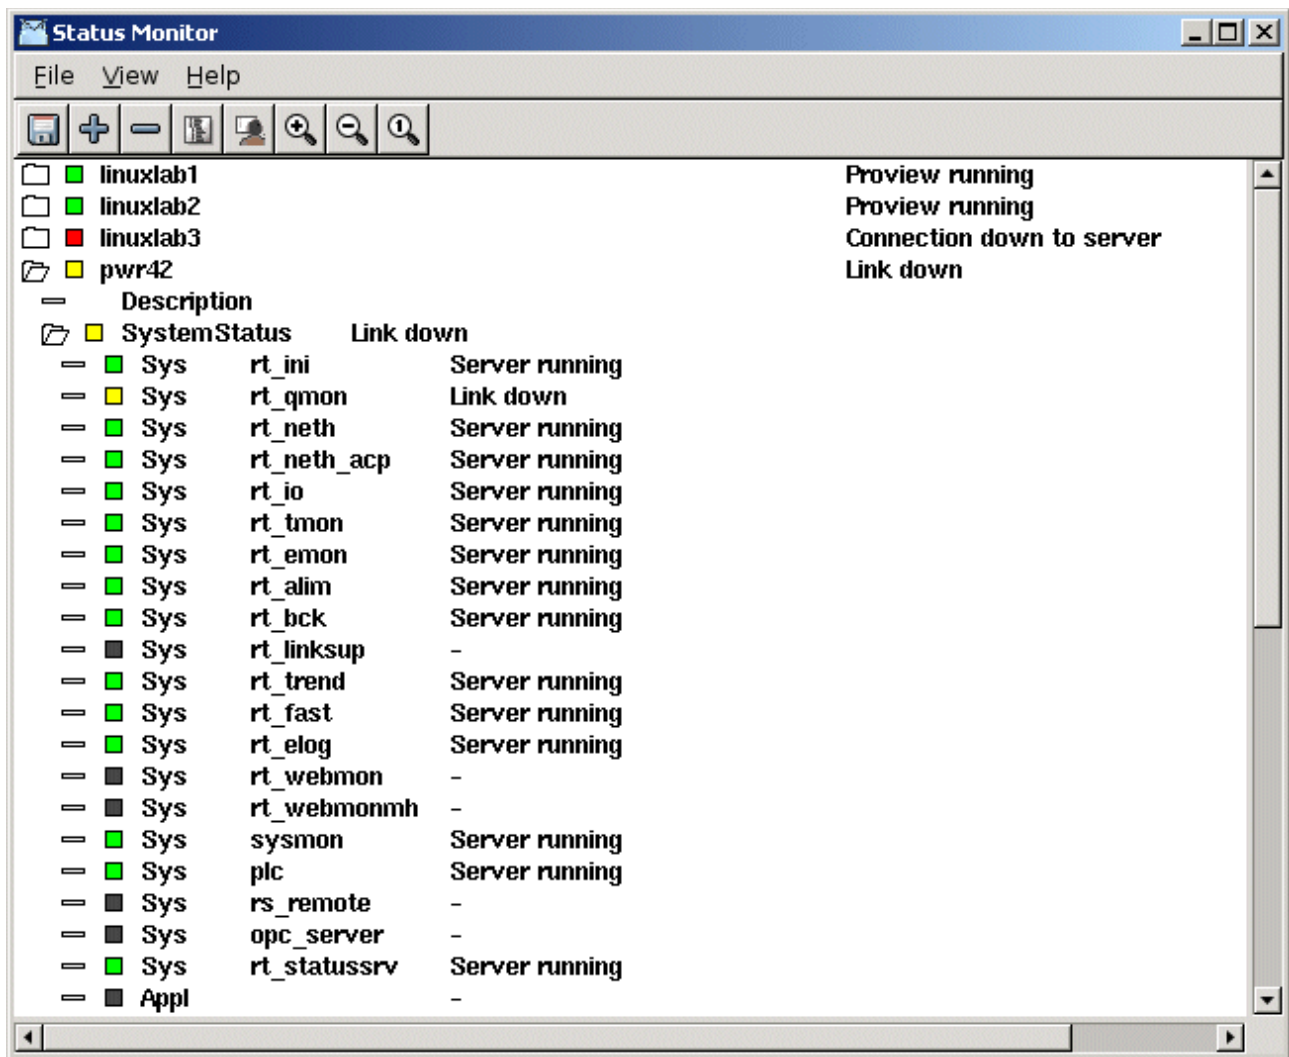 Status Monitor
File View Help
linuxlab1 Proview running
linuxlab2 Proview running
linuxlab3 Connection down to server
pwr42 Link down
Description
SystemStatus Link down
Sys rt_ini Server running
Sys rt_qmon Link down
Sys rt_neth Server running
Sys rt_neth_acp Server running
Sys rt_io Server running
Sys rt_tmon Server running
Sys rt_emon Server running
Sys rt_alim Server running
Sys rt_bck Server running
Sys rt_linksup -
Sys rt_trend Server running
Sys rt_fast Server running
Sys rt_elog Server running
Sys rt_webmon -
Sys rt_webmonmh -
Sys sysmon Server running
Sys plc Server running
Sys rs_remote -
Sys opc_server -
Sys rt_statussrv Server running
Appl -